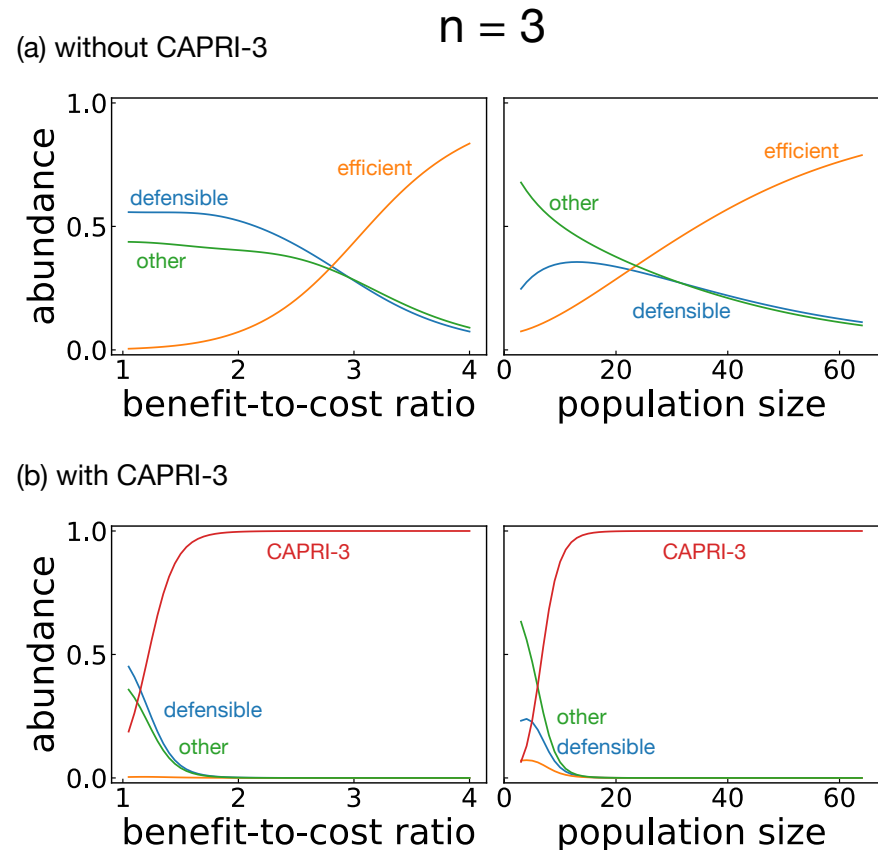 n = 3
(a) without CAPRI-3
abundance
1.0
0.5
0.0
defensible
other
efficient
1 2 3 4
benefit-to-cost ratio
efficient
other
defensible
0 20 40 60
population size
(b) with CAPRI-3
abundance
1.0
0.5
0.0
CAPRI-3
defensible
other
1 2 3 4
benefit-to-cost ratio
CAPRI-3
other
defensible
0 20 40 60
population size